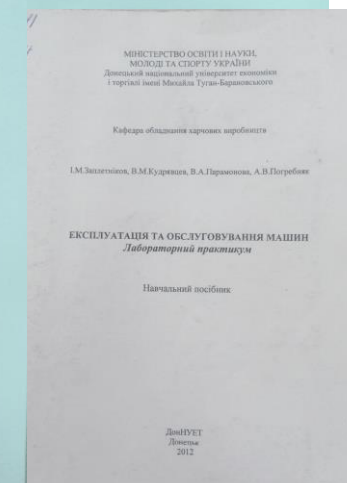 МІНІСТЕРСТВО ОСВІТИ І НАУКИ,
МОЛОДІ ТА СПОРТУ УКРАЇНИ
Донецький національний університет економіки
і торгівлі імені Михайла Туган-Барановського
Кафедра обладнання харчових виробництв
І.М.Заплетніков, В.М.Кудрявцев, В.А.Парамонова, А.В.Погребняк
ЕКСПЛУАТАЦІЯ ТА ОБСЛУГОВУВАННЯ МАШИН
Лабораторний практикум
Навчальний посібник
ДонНУЕТ
Донецьк
2012